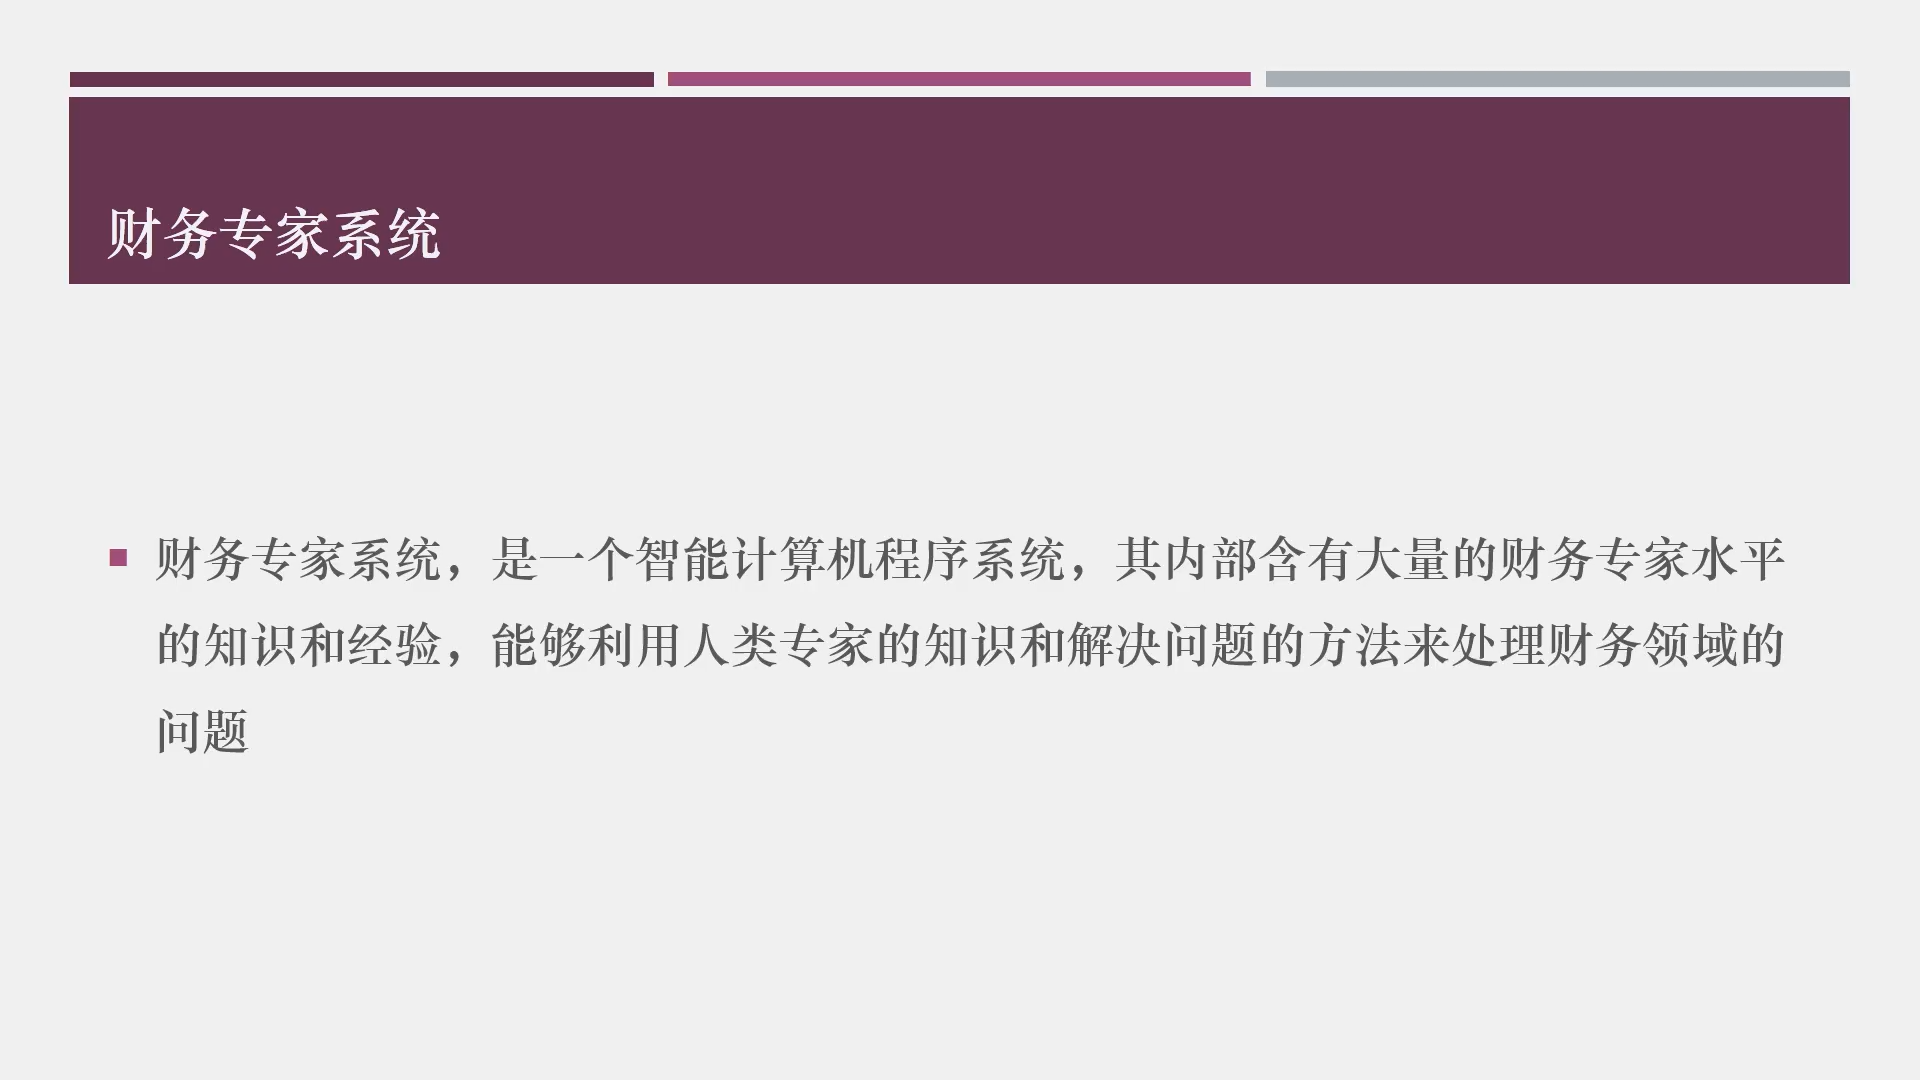 财务专家系统
财务专家系统，是一个智能计算机程序系统，其内部含有大量的财务专家水平
的知识和经验，能够利用人类专家的知识和解决问题的方法来处理财务领域的
问题